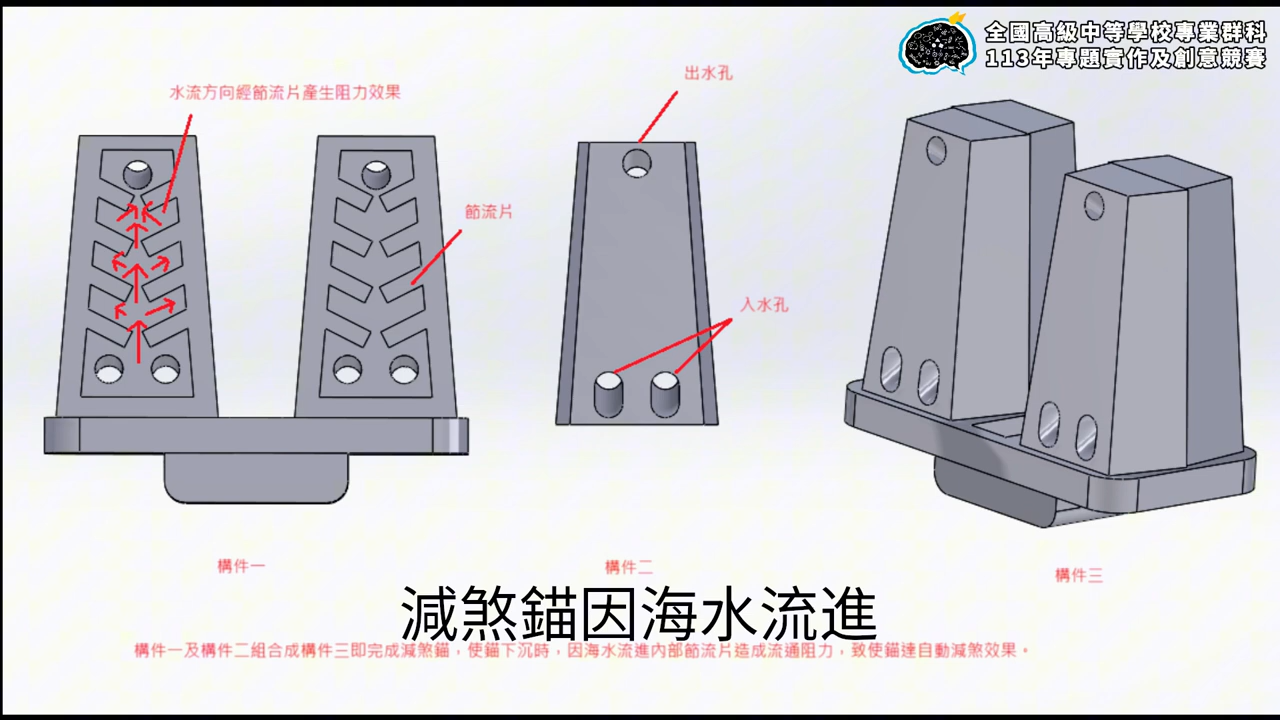 全國高級中等學校專業群科
113年專題實作及創意競賽
出水孔
水流方向經節流片產生阻力效果
節流片
入水孔
構件一
構件二
構件三
減煞錨因海水流進
構件一及構件二組合成構件三即完成減煞錨，使錨下沉時，因海水流進內部節流片造成流通阻力，致使錨達自動減煞效果。